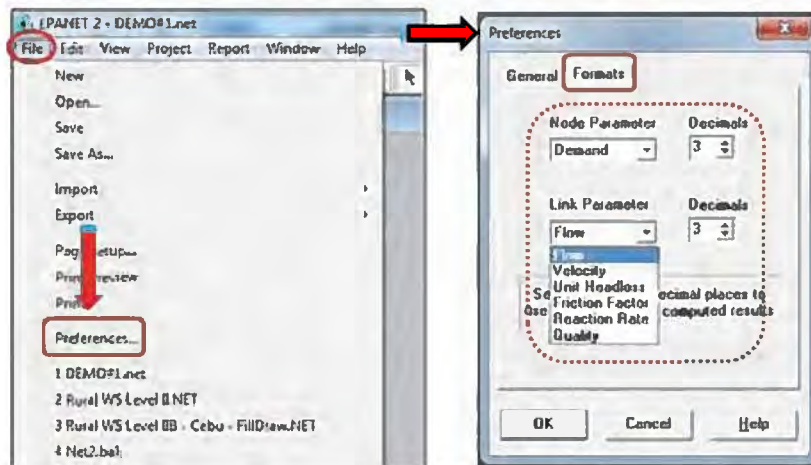 EPANET 2 - DEMO#1.net
File Edit View Project Report Window Help
New
Open...
Save
Save As...
Import
Export
Page Setup...
Print Preview
Print
Preferences...
1 DEMO#1.net
2 Rural WS Level II.NET
3 Rural WS Level IIB - Cebu - FillDraw.NET
4 Net2.bak
Preferences
General Formats
Node Parameter Decimals
Demand 3
Link Parameter Decimals
Flow 3
Flow
Velocity
Unit Headloss
Friction Factor
Reaction Rate
Quality
decimal places to
use computed results
OK Cancel Help